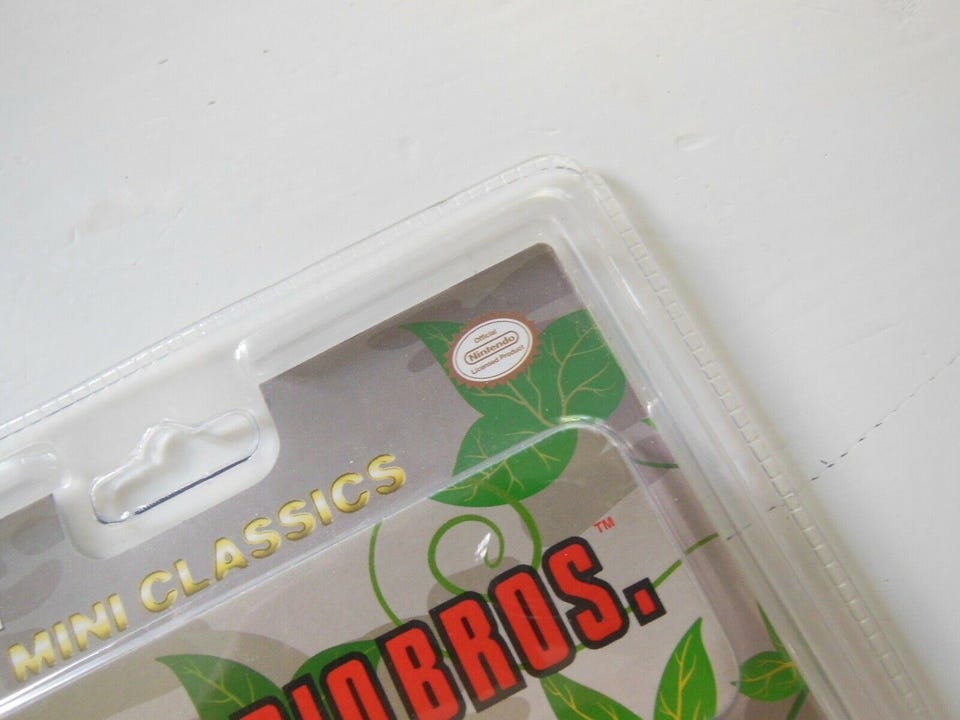 Official
Nintendo
Licensed Product
MINI CLASSICS
BROS.
TM